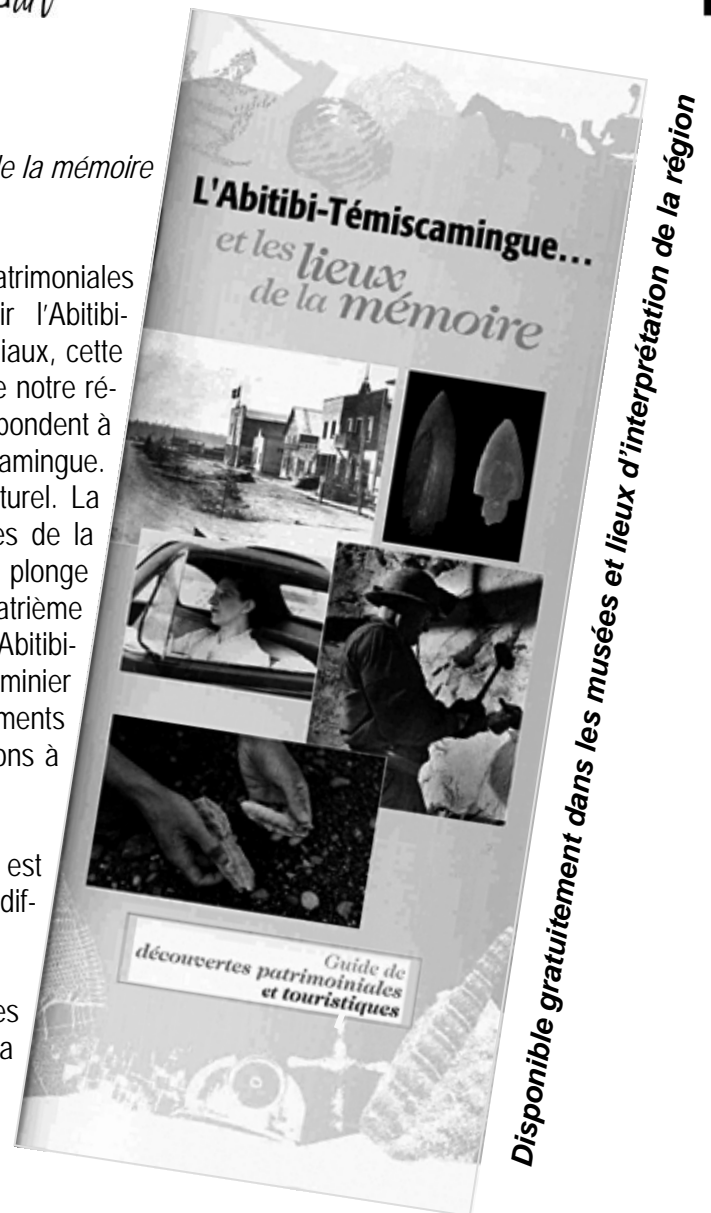 de la mémoire
atrimoniales
ir l'Abitibi-
iaux, cette
e notre ré-
pondent à
amingue.
turel. La
es de la
plonge
atrième
Abitibi-
minier
ments
ons à
est
dif-
es
a
L'Abitibi-Témiscamingue...
et les lieux
de la mémoire
Guide de
découvertes patrimoiniales
et touristiques
Disponible gratuitement dans les musées et lieux d'interprétation de la région